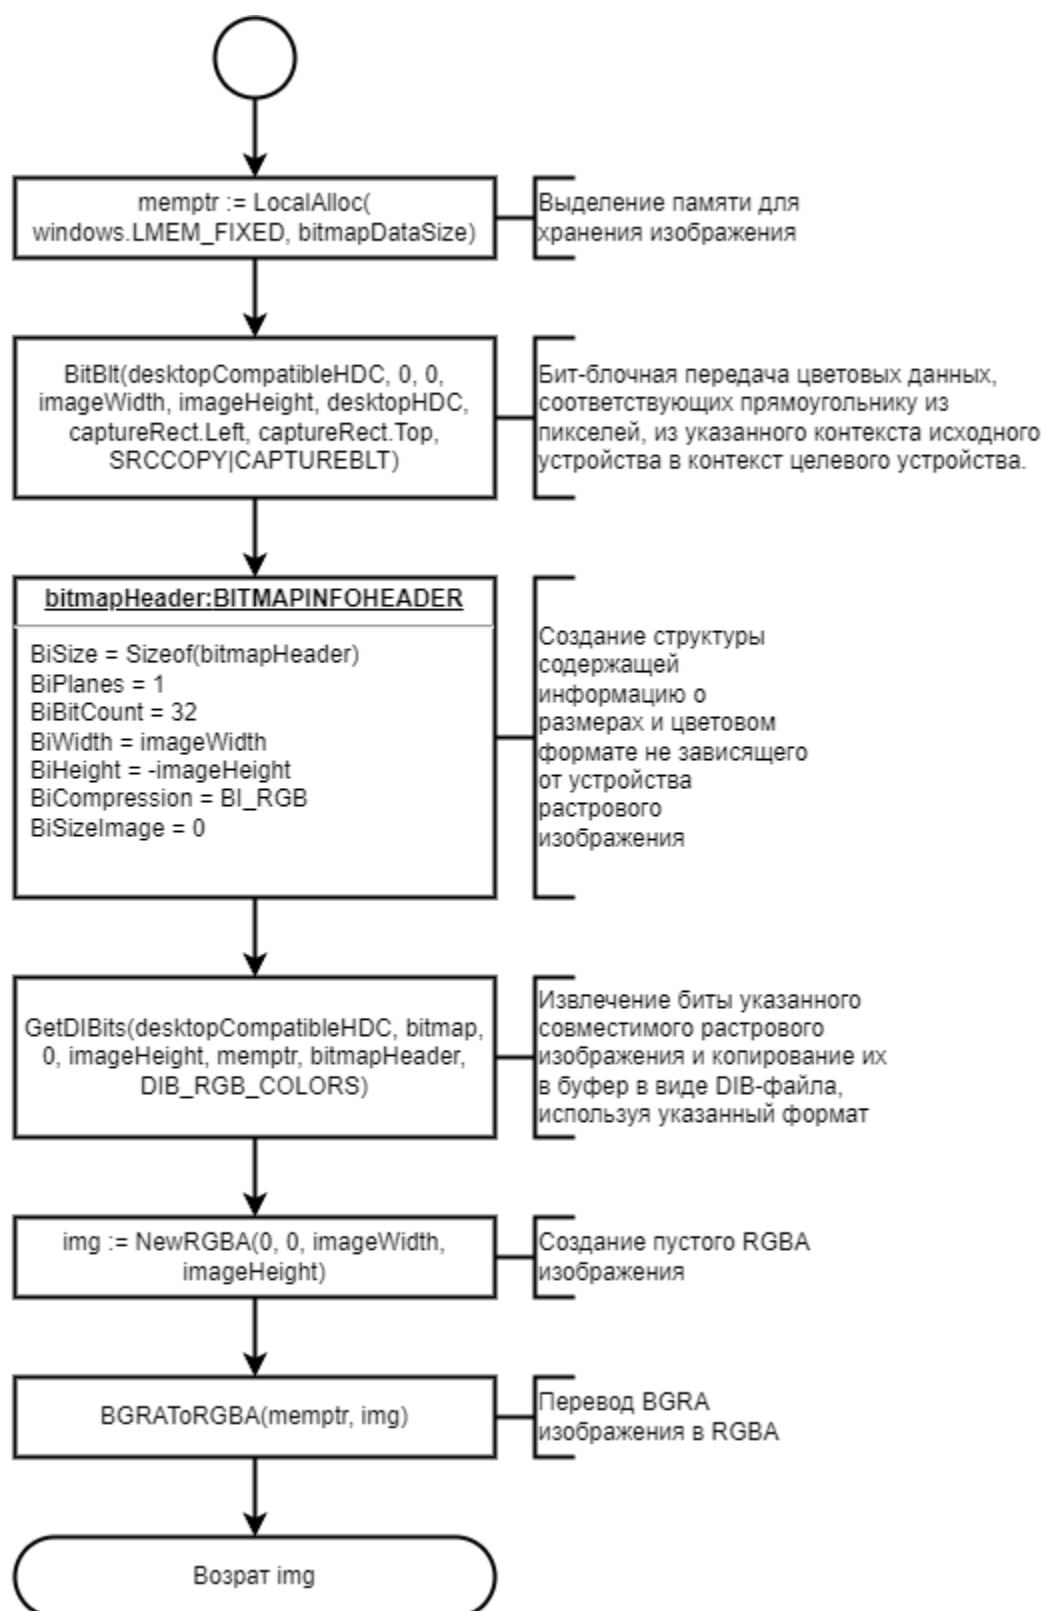 memptr := LocalAlloc(
windows.LMEM_FIXED, bitmapDataSize)
Выделение памяти для
хранения изображения
BitBlt(desktopCompatibleHDC, 0, 0,
imageWidth, imageHeight, desktopHDC,
captureRect.Left, captureRect.Top,
SRCCOPY|CAPTUREBLT)
Бит-блочная передача цветовых данных,
соответствующих прямоугольнику из
пикселей, из указанного контекста исходного
устройства в контекст целевого устройства.
bitmapHeader:BITMAPINFOHEADER
BiSize = Sizeof(bitmapHeader)
BiPlanes = 1
BiBitCount = 32
BiWidth = imageWidth
BiHeight = -imageHeight
BiCompression = BI_RGB
BiSizeImage = 0
Создание структуры
содержащей
информацию о
размерах и цветовом
формате не зависящего
от устройства
растрового
изображения
GetDIBits(desktopCompatibleHDC, bitmap,
0, imageHeight, memptr, bitmapHeader,
DIB_RGB_COLORS)
Извлечение биты указанного
совместимого растрового
изображения и копирование их
в буфер в виде DIB-файла,
используя указанный формат
img := NewRGBA(0, 0, imageWidth,
imageHeight)
Создание пустого RGBA
изображения
BGRAToRGBA(memptr, img)
Перевод BGRA
изображения в RGBA
Возрат img